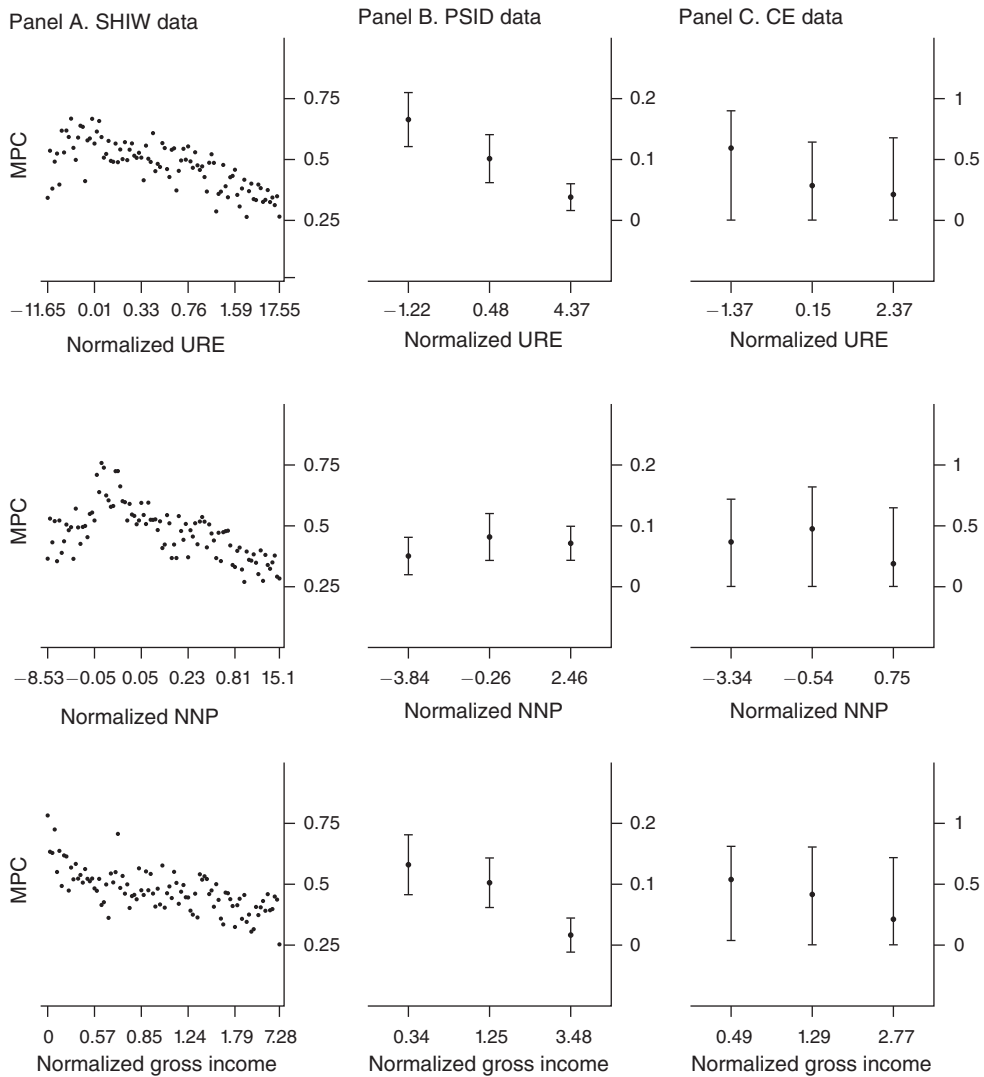 Panel A. SHIW data
Panel B. PSID data
Panel C. CE data
MPC
0.75
0.5
0.25
−11.65 0.01 0.33 0.76 1.59 17.55
Normalized URE
0.2
0.1
0
−1.22 0.48 4.37
Normalized URE
1
0.5
0
−1.37 0.15 2.37
Normalized URE
MPC
0.75
0.5
0.25
−8.53 −0.05 0.05 0.23 0.81 15.1
Normalized NNP
0.2
0.1
0
−3.84 −0.26 2.46
Normalized NNP
1
0.5
0
−3.34 −0.54 0.75
Normalized NNP
MPC
0.75
0.5
0.25
0 0.57 0.85 1.24 1.79 7.28
Normalized gross income
0.2
0.1
0
0.34 1.25 3.48
Normalized gross income
1
0.5
0
0.49 1.29 2.77
Normalized gross income